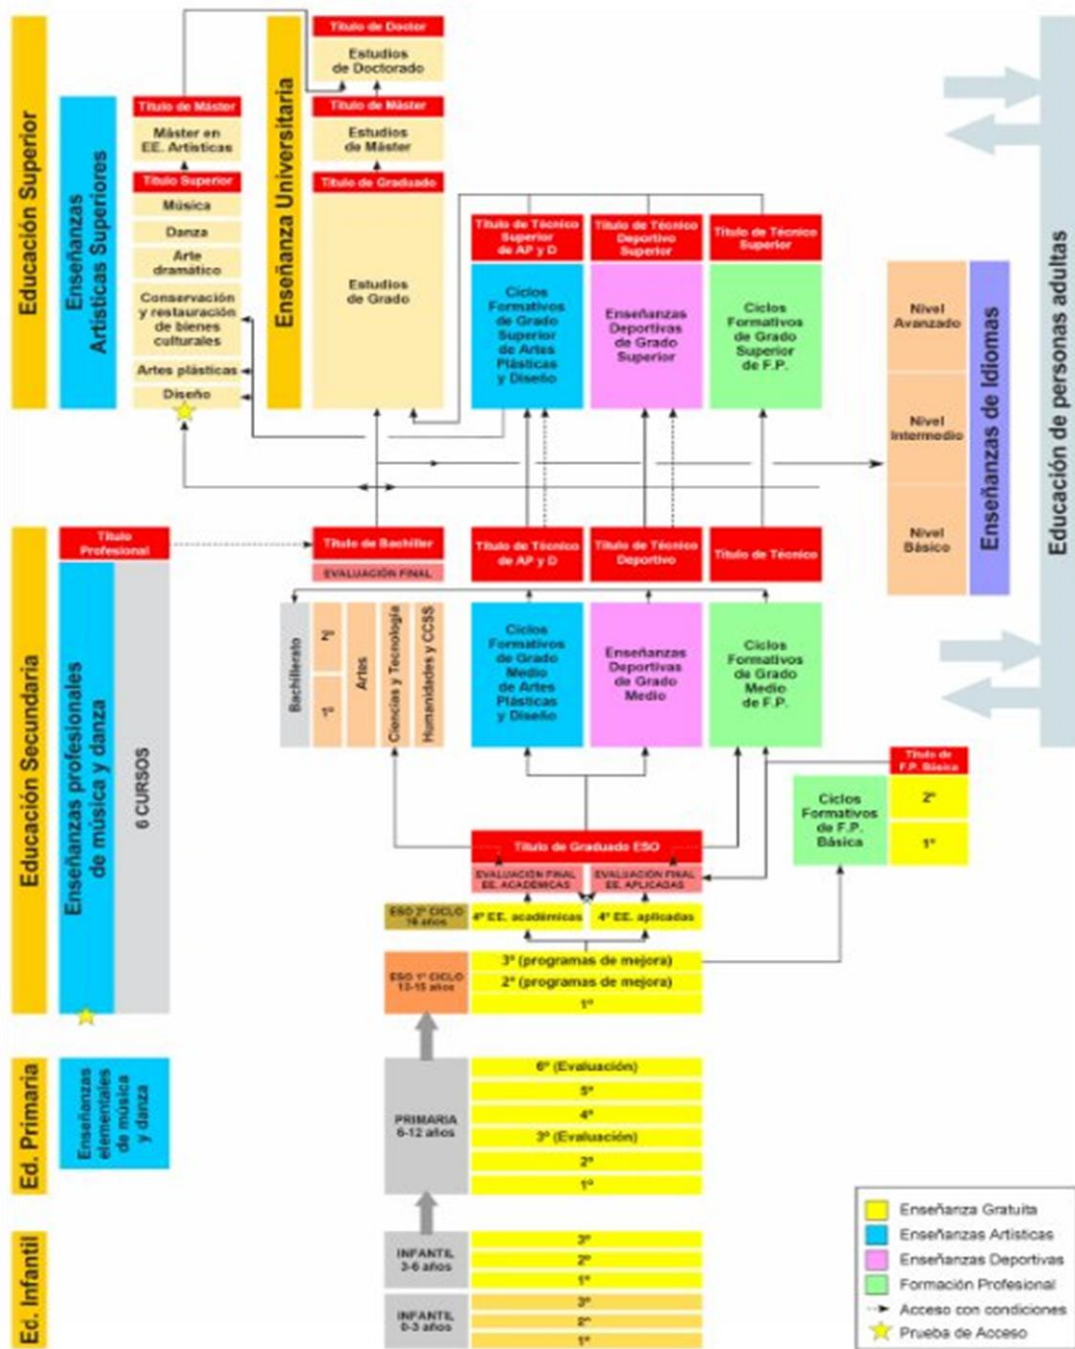 Educación Superior
Enseñanzas
Artísticas Superiores
Título de Máster
Máster en
EE. Artísticas
Título Superior
Música
Danza
Arte
dramático
Conservación
y restauración
de bienes
culturales
Artes plásticas
Diseño
Enseñanza Universitaria
Título de Doctor
Estudios
de Doctorado
Título de Máster
Estudios
de Máster
Título de Graduado
Estudios
de Grado
Título de Técnico
Superior
de AP y D
Ciclos
Formativos
de Grado
Superior
de Artes
Plásticas
y Diseño
Título de Técnico
Deportivo
Superior
Enseñanzas
Deportivas
de Grado
Superior
Título de Técnico
Superior
Ciclos
Formativos
de Grado
Superior
de F.P.
Nivel
Avanzado
Nivel
Intermedio
Nivel
Básico
Enseñanzas de Idiomas
Educación de personas adultas
Educación Secundaria
Título
Profesional
Enseñanzas profesionales
de música y danza
6 CURSOS
Título de Bachiller
EVALUACIÓN FINAL
Bachillerato
2º
1º
Artes
Ciencias y Tecnología
Humanidades y CCSS
Título de Técnico
de AP y D
Ciclos
Formativos
de Grado
Medio
de Artes
Plásticas
y Diseño
Título de Técnico
Deportivo
Enseñanzas
Deportivas
de Grado
Medio
Título de Técnico
Ciclos
Formativos
de Grado
Medio
de F.P.
Título de
F.P. Básica
Ciclos
Formativos
de F.P.
Básica
2º
1º
Título de Graduado ESO
EVALUACIÓN FINAL
EE. ACADÉMICAS
EVALUACIÓN FINAL
EE. APLICADAS
ESO 2º CICLO
16 años
4º EE. académicas
4º EE. aplicadas
ESO 1º CICLO
12-15 años
3º (programas de mejora)
2º (programas de mejora)
1º
Ed. Primaria
Enseñanzas
elementales
de música
y danza
PRIMARIA
6-12 años
6º (Evaluación)
5º
4º
3º (Evaluación)
2º
1º
Ed. Infantil
INFANTIL
3-6 años
3º
2º
1º
INFANTIL
0-3 años
3º
2º
1º
Enseñanza Gratuita
Enseñanzas Artísticas
Enseñanzas Deportivas
Formación Profesional
Acceso con condiciones
Prueba de Acceso